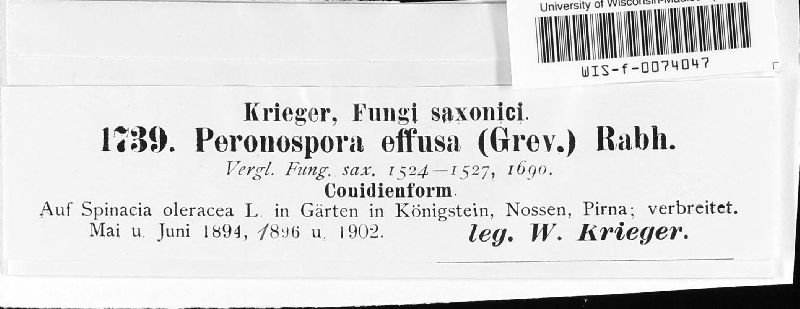 University of Wisconsin-
WIS-f-0074047
Krieger, Fungi saxonici.
1739. Peronospora effusa (Grev.) Rabh.
Vergl. Fung. sax. 1524—1527, 1690.
Conidienform.
Auf Spinacia oleracea L. in Gärten in Königstein, Nossen, Pirna; verbreitet.
Mai u. Juni 1894, 1896 u. 1902. leg. W. Krieger.